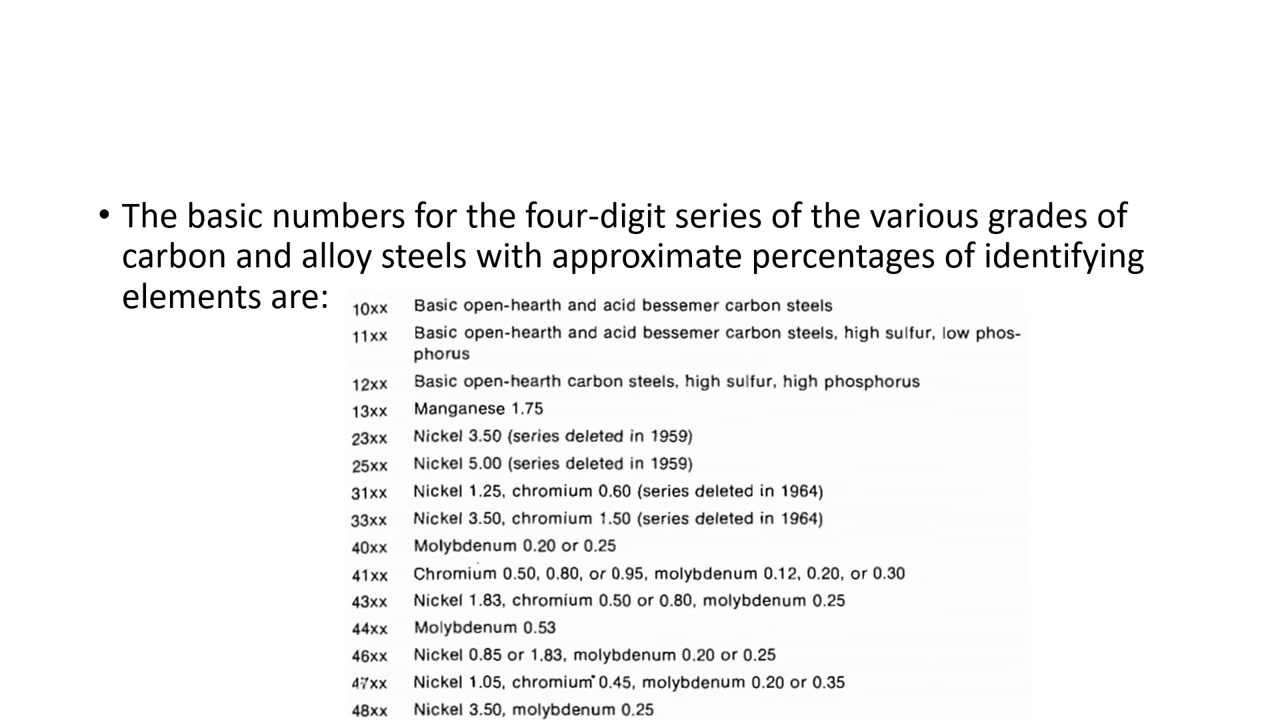 • The basic numbers for the four-digit series of the various grades of
carbon and alloy steels with approximate percentages of identifying
elements are:
10xx Basic open-hearth and acid bessemer carbon steels
11xx Basic open-hearth and acid bessemer carbon steels, high sulfur, low phos-
phorus
12xx Basic open-hearth carbon steels, high sulfur, high phosphorus
13xx Manganese 1.75
23xx Nickel 3.50 (series deleted in 1959)
25xx Nickel 5.00 (series deleted in 1959)
31xx Nickel 1.25, chromium 0.60 (series deleted in 1964)
33xx Nickel 3.50, chromium 1.50 (series deleted in 1964)
40xx Molybdenum 0.20 or 0.25
41xx Chromium 0.50, 0.80, or 0.95, molybdenum 0.12, 0.20, or 0.30
43xx Nickel 1.83, chromium 0.50 or 0.80, molybdenum 0.25
44xx Molybdenum 0.53
46xx Nickel 0.85 or 1.83, molybdenum 0.20 or 0.25
47xx Nickel 1.05, chromium 0.45, molybdenum 0.20 or 0.35
48xx Nickel 3.50, molybdenum 0.25